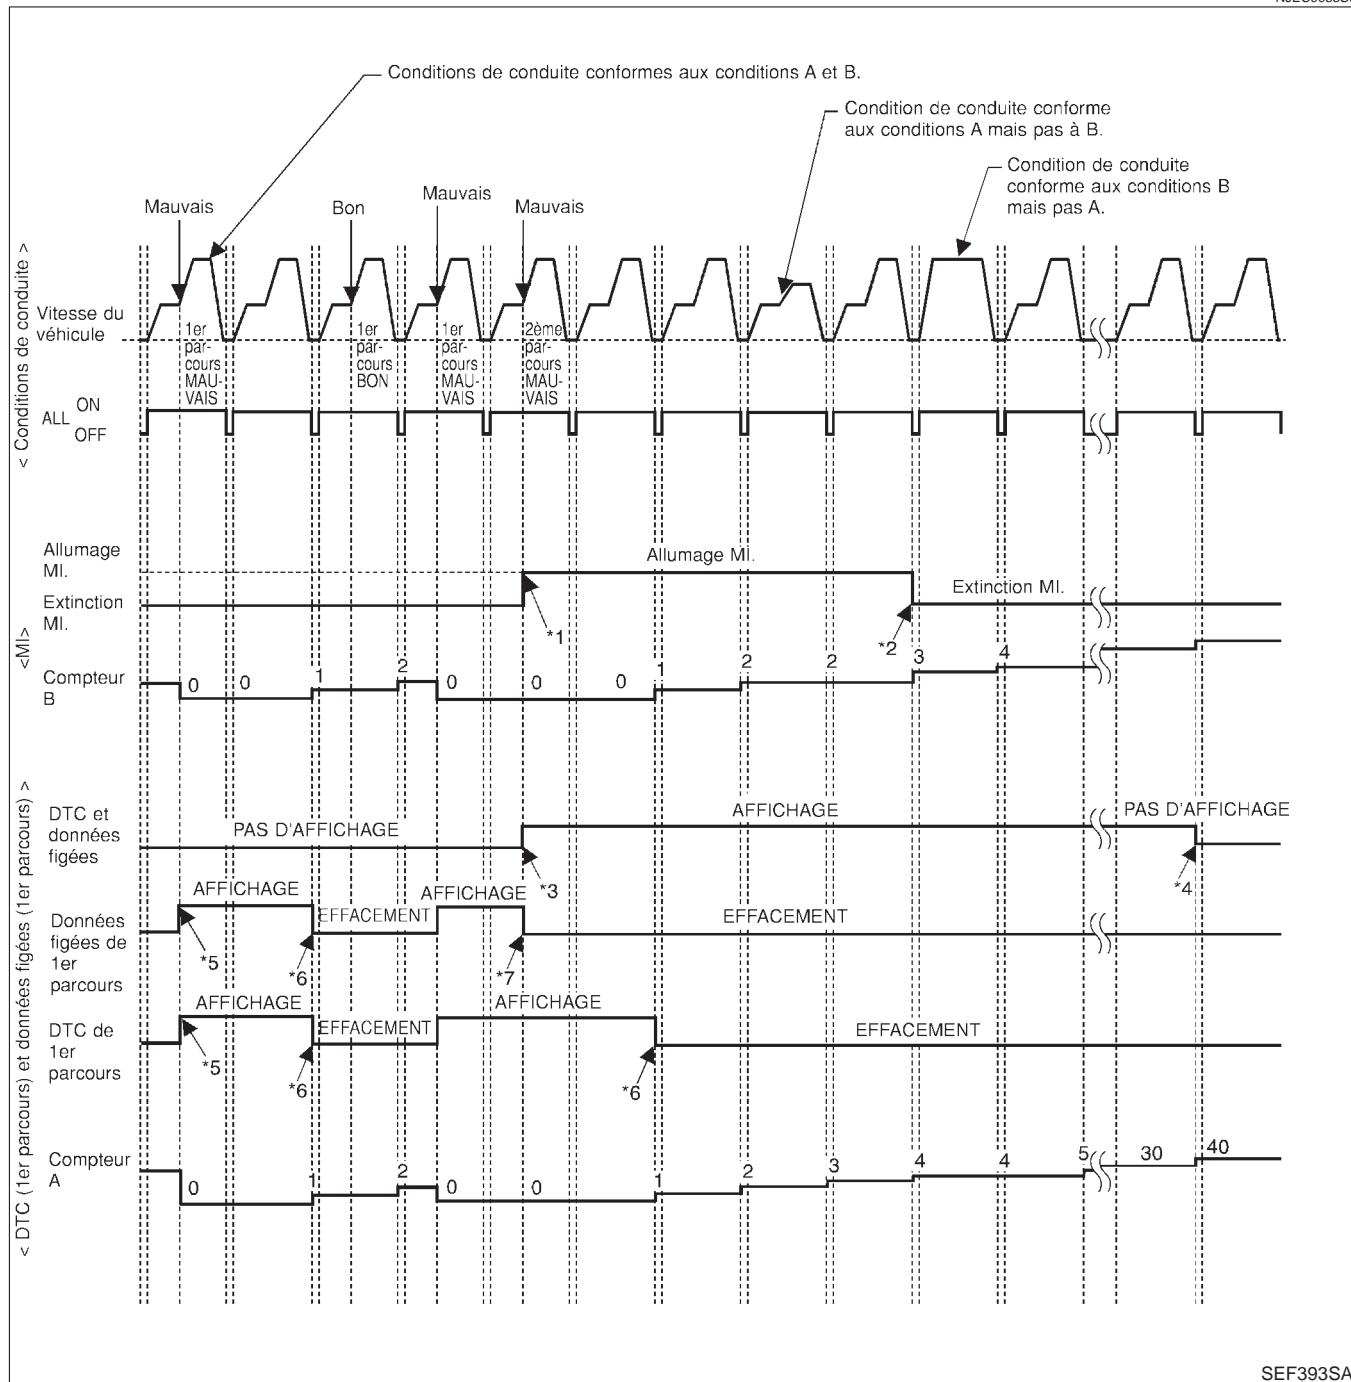 Conditions de conduite conformes aux conditions A et B.
Condition de conduite conforme
aux conditions A mais pas à B.
Condition de conduite
conforme aux conditions B
mais pas A.
Mauvais
Bon
Mauvais
Mauvais
< Conditions de conduite >
Vitesse du
véhicule
1er
par-
cours
MAU-
VAIS
1er
par-
cours
BON
1er
par-
cours
MAU-
VAIS
2ème
par-
cours
MAU-
VAIS
ALL
ON
OFF
<MI>
Allumage
MI.
Allumage MI.
Extinction
MI.
Extinction MI.
*1
*2
Compteur
B
0 0 1 2 0 0 0 1 2 2 3 4
< DTC (1er parcours) et données figées (1er parcours) >
DTC et
données
figées
PAS D'AFFICHAGE
AFFICHAGE
PAS D'AFFICHAGE
*3
*4
Données
figées de
1er
parcours
AFFICHAGE
EFFACEMENT
AFFICHAGE
EFFACEMENT
*5
*6
*7
DTC de
1er
parcours
AFFICHAGE
EFFACEMENT
AFFICHAGE
EFFACEMENT
*5
*6
*6
Compteur
A
0 1 2 0 0 1 2 3 4 4 5 30 40
SEF393SA